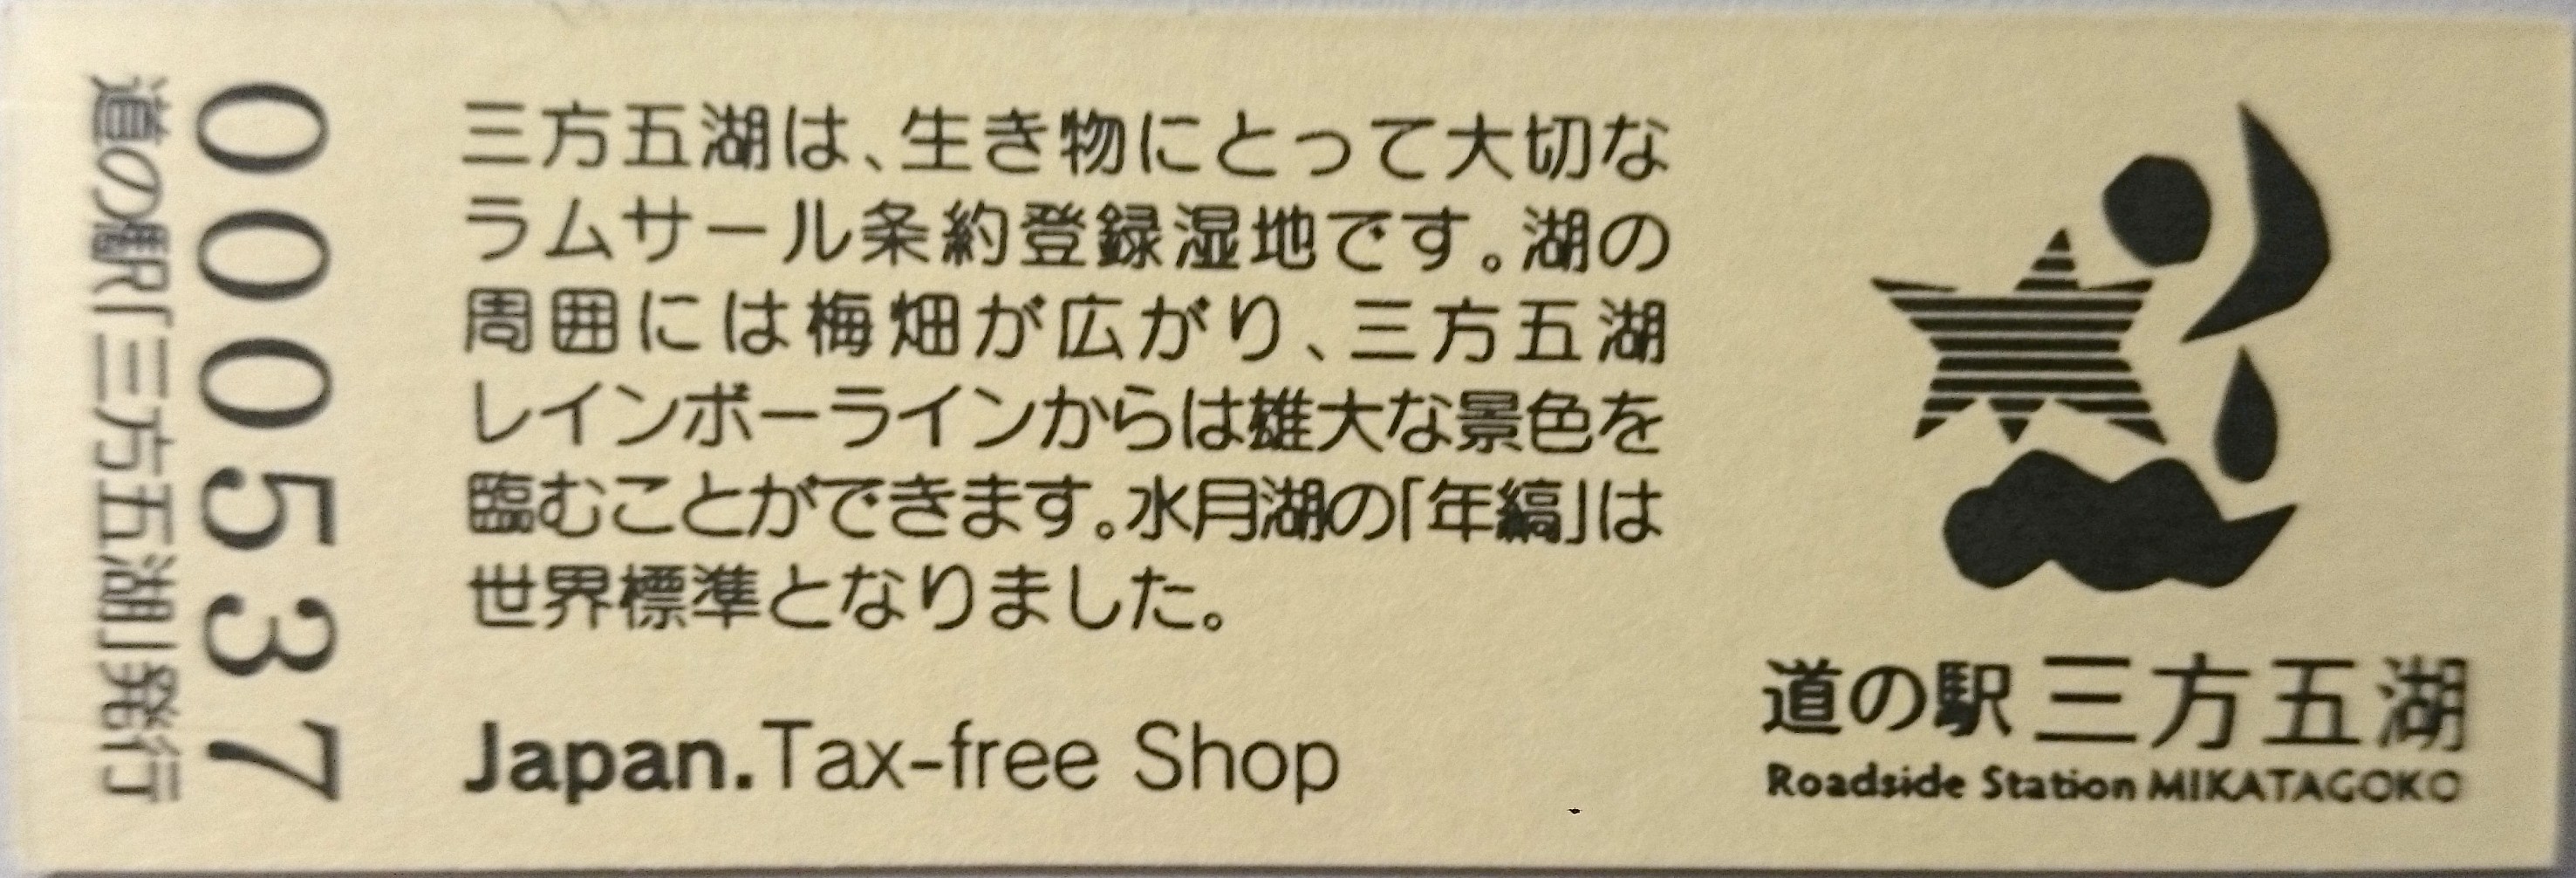 道の駅「三方五湖」発行
000537
三方五湖は、生き物にとって大切な
ラムサール条約登録湿地です。湖の
周囲には梅畑が広がり、三方五湖
レインボーラインからは雄大な景色を
臨むことができます。水月湖の「年縞」は
世界標準となりました。
Japan.Tax-free Shop
道の駅 三方五湖
Roadside Station MIKATAGOKO